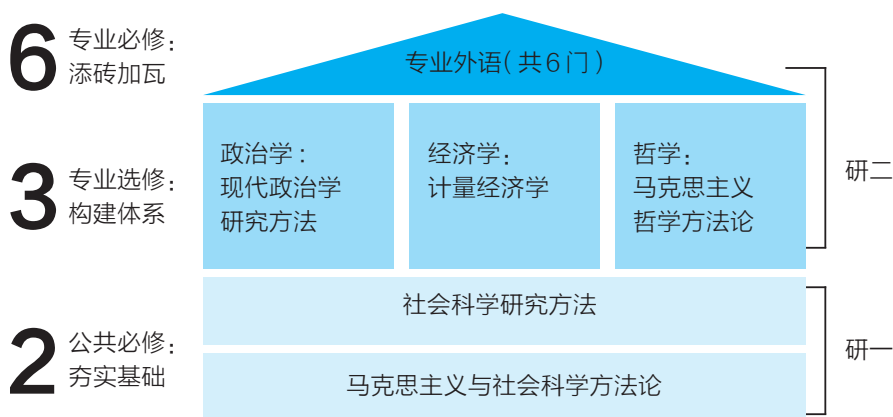 6
专业必修：
添砖加瓦
专业外语（共6门）
3
专业选修：
构建体系
政治学：
现代政治学
研究方法
经济学：
计量经济学
哲学：
马克思主义
哲学方法论
研二
2
公共必修：
夯实基础
社会科学研究方法
马克思主义与社会科学方法论
研一